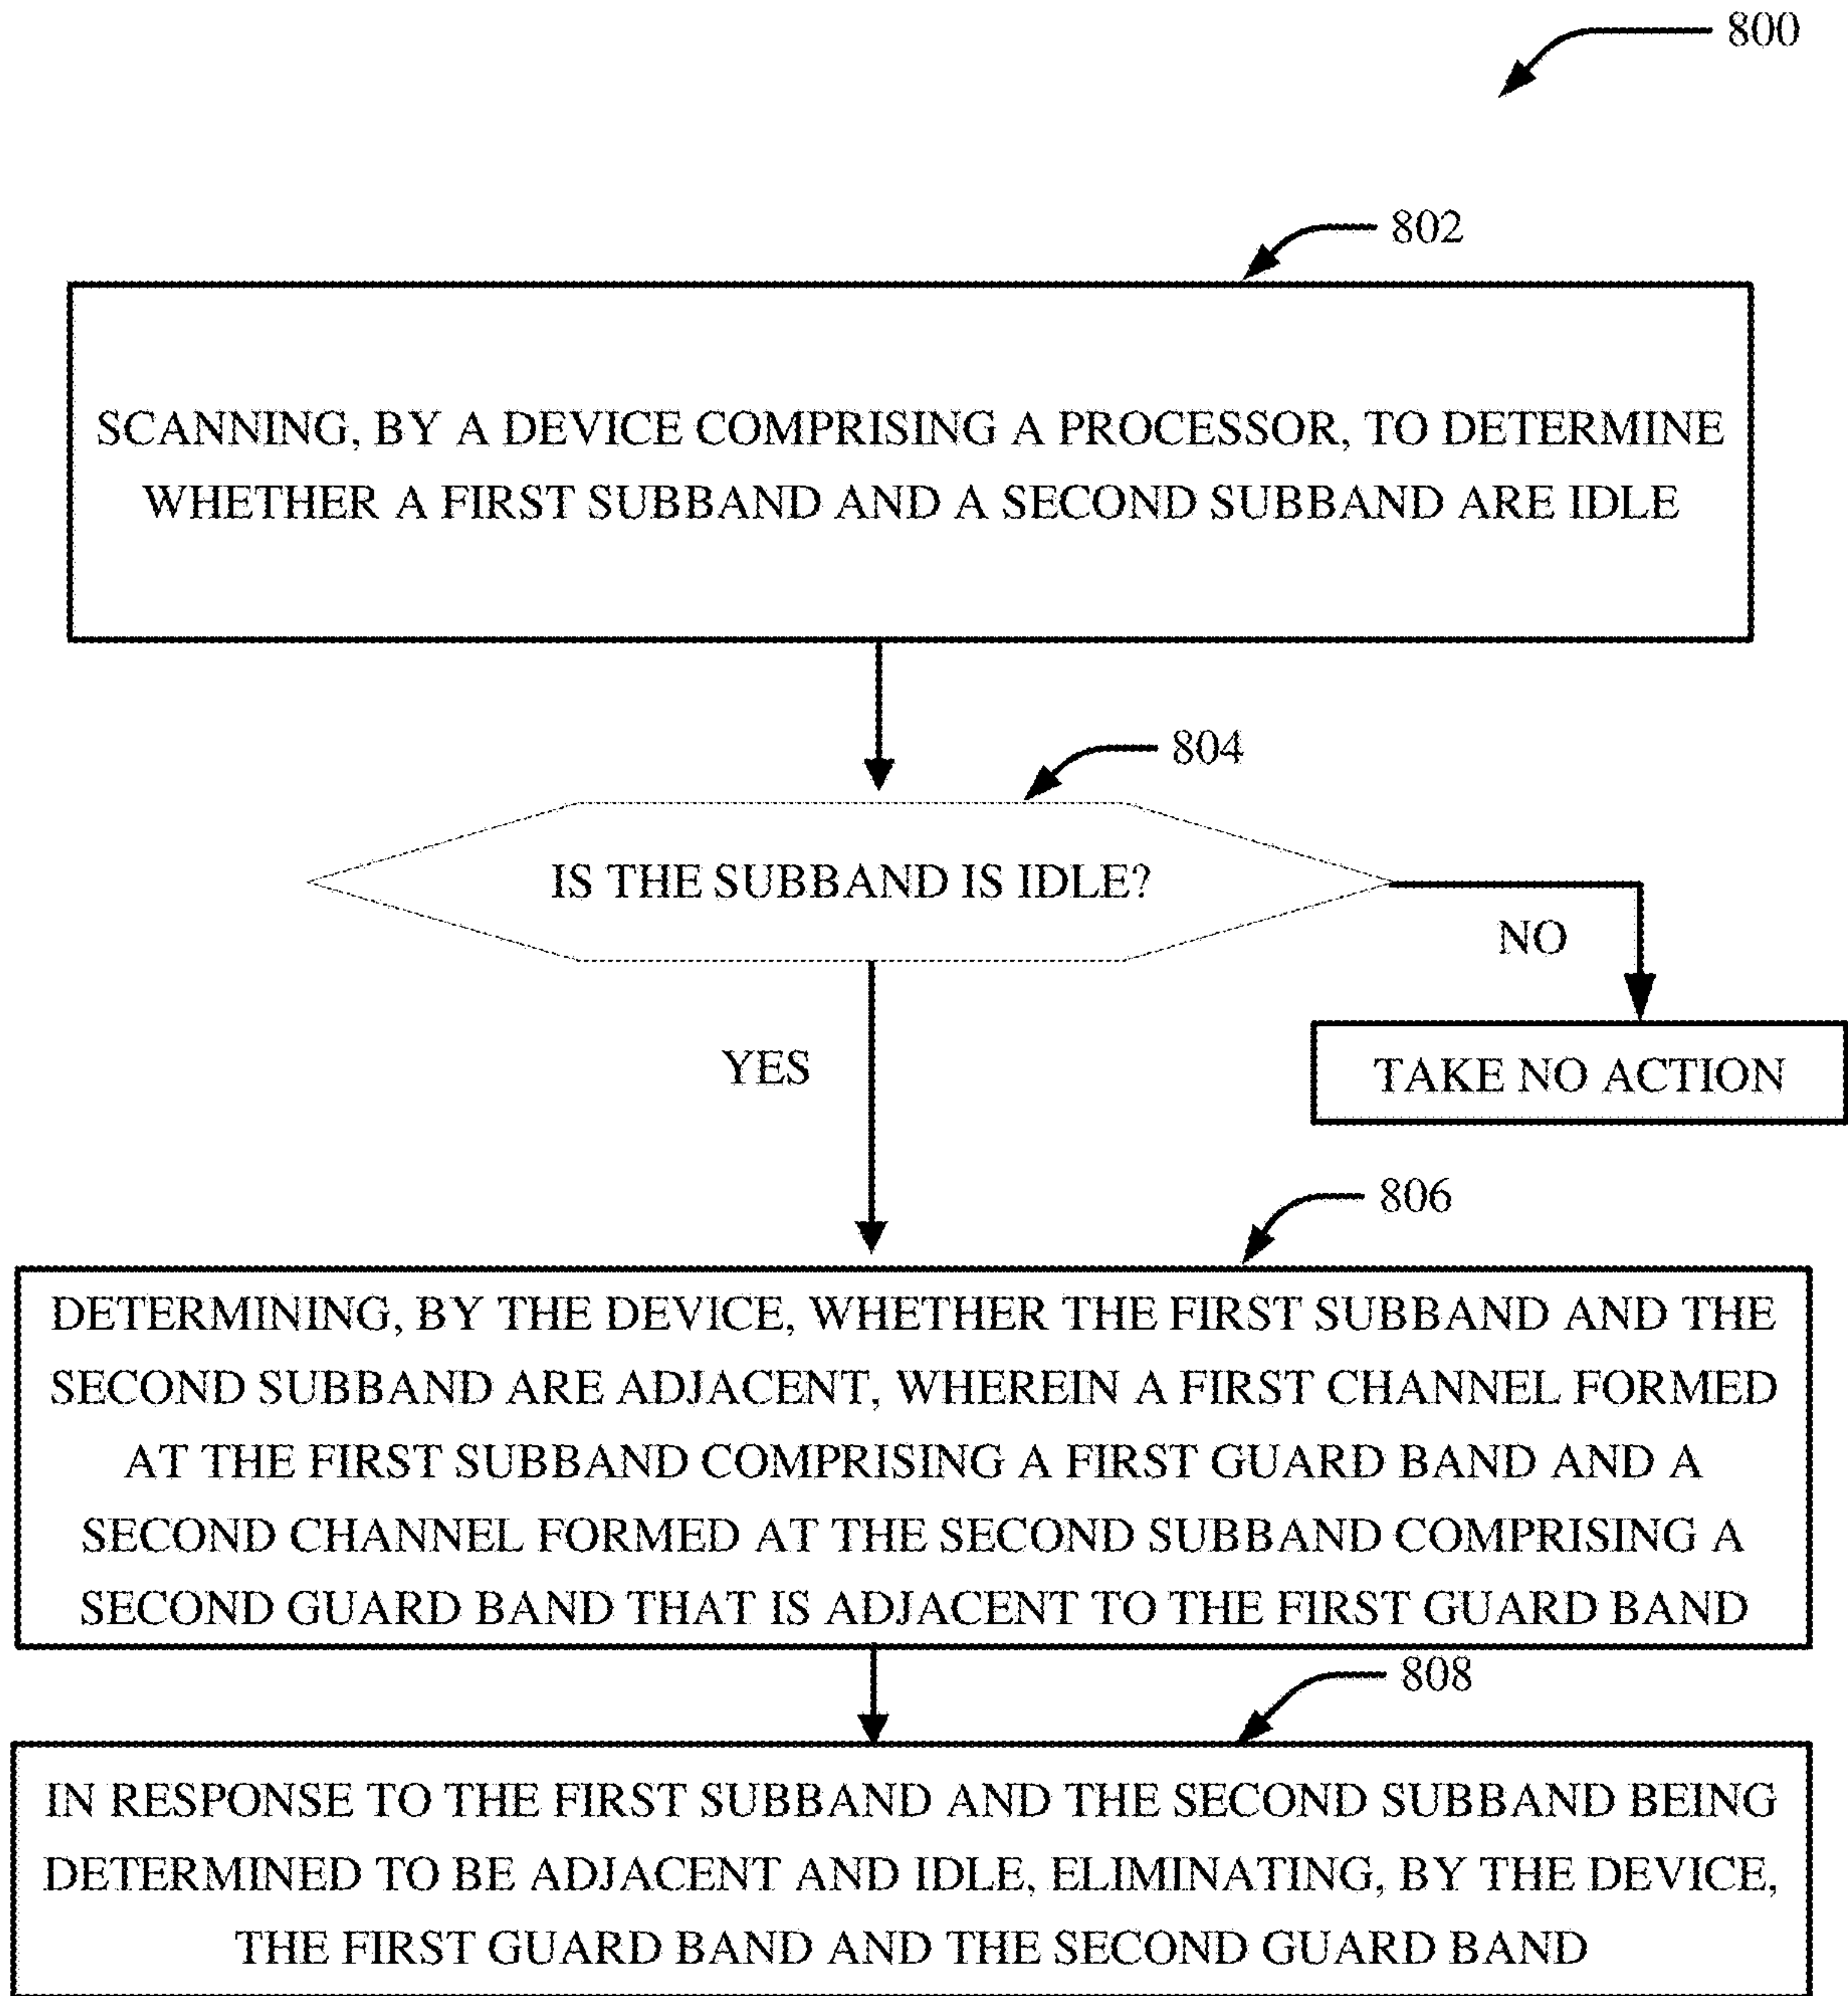 800
802
SCANNING, BY A DEVICE COMPRISING A PROCESSOR, TO DETERMINE
WHETHER A FIRST SUBBAND AND A SECOND SUBBAND ARE IDLE
804
IS THE SUBBAND IS IDLE?
NO
YES
TAKE NO ACTION
806
DETERMINING, BY THE DEVICE, WHETHER THE FIRST SUBBAND AND THE
SECOND SUBBAND ARE ADJACENT, WHEREIN A FIRST CHANNEL FORMED
AT THE FIRST SUBBAND COMPRISING A FIRST GUARD BAND AND A
SECOND CHANNEL FORMED AT THE SECOND SUBBAND COMPRISING A
SECOND GUARD BAND THAT IS ADJACENT TO THE FIRST GUARD BAND
808
IN RESPONSE TO THE FIRST SUBBAND AND THE SECOND SUBBAND BEING
DETERMINED TO BE ADJACENT AND IDLE, ELIMINATING, BY THE DEVICE,
THE FIRST GUARD BAND AND THE SECOND GUARD BAND